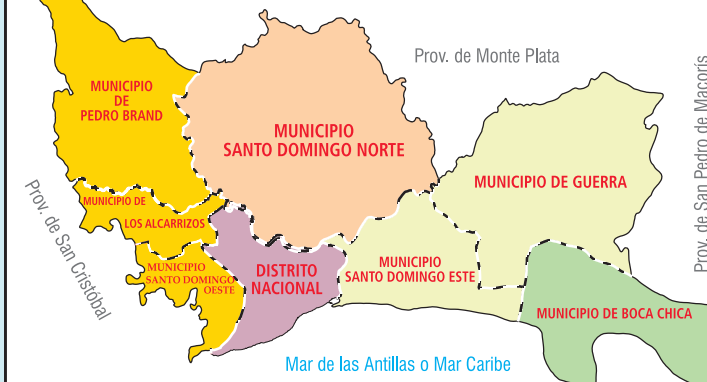 Prov. de Monte Plata
MUNICIPIO
DE
PEDRO BRAND
MUNICIPIO
SANTO DOMINGO NORTE
MUNICIPIO DE GUERRA
Prov. de San Pedro de Macorís
Prov. de San Cristóbal
MUNICIPIO DE
LOS ALCARRIZOS
MUNICIPIO
SANTO DOMINGO
OESTE
DISTRITO
NACIONAL
MUNICIPIO
SANTO DOMINGO ESTE
MUNICIPIO DE BOCA CHICA
Mar de las Antillas o Mar Caribe